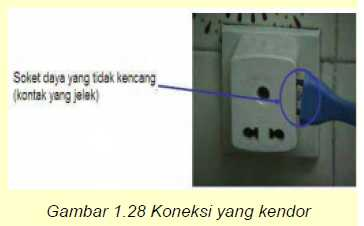 Soket daya yang tidak kencang
(kontak yang jelek)
Gambar 1.28 Koneksi yang kendor